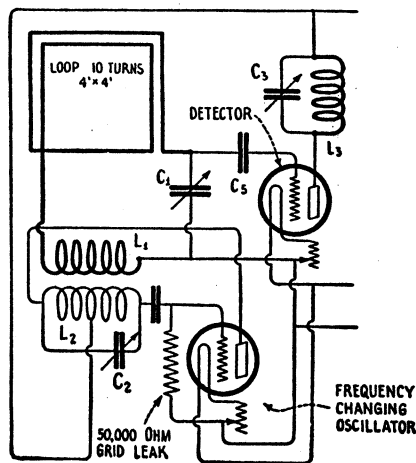 LOOP 10 TURNS
4'×4'
C3
DETECTOR
L3
C1
C5
L1
L2
C2
50,000 OHM
GRID LEAK
FREQUENCY
CHANGING
OSCILLATOR